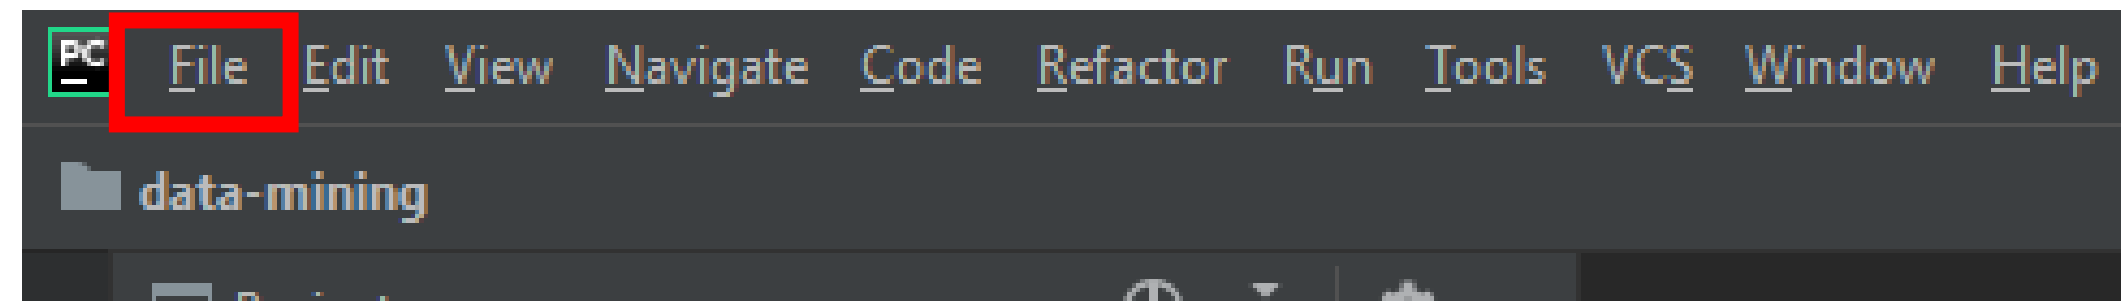 PC File Edit View Navigate Code Refactor Run Tools VCS Window Help
data-mining